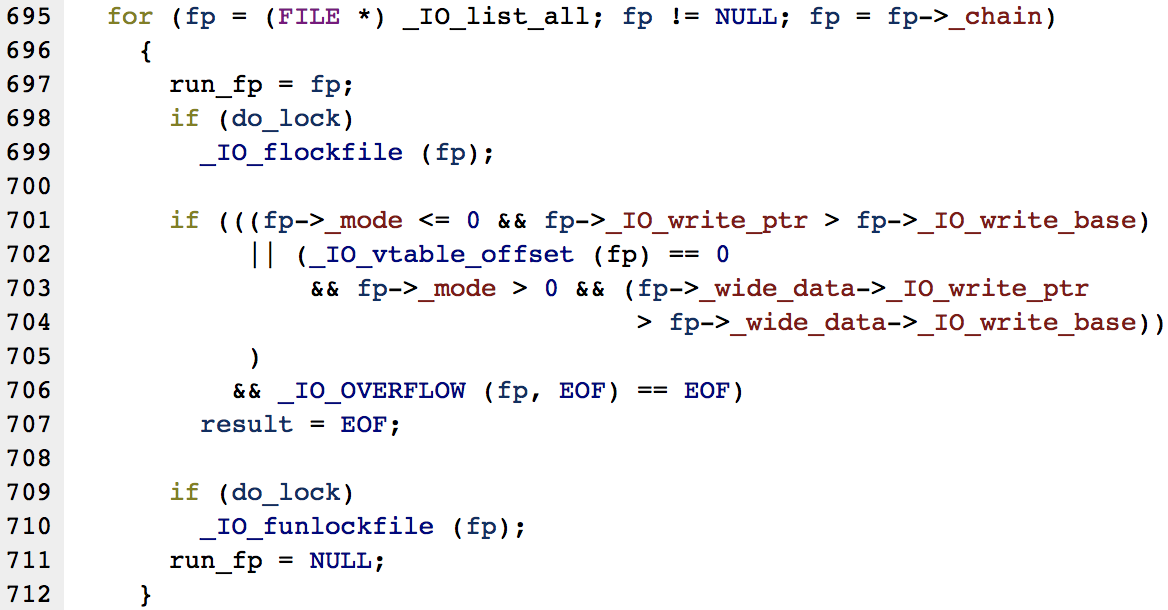 695 for (fp = (FILE *) _IO_list_all; fp != NULL; fp = fp->_chain)
696 {
697 run_fp = fp;
698 if (do_lock)
699 _IO_flockfile (fp);
700
701 if (((fp->_mode <= 0 && fp->_IO_write_ptr > fp->_IO_write_base)
702 || (_IO_vtable_offset (fp) == 0
703 && fp->_mode > 0 && (fp->_wide_data->_IO_write_ptr
704 > fp->_wide_data->_IO_write_base))
705 )
706 && _IO_OVERFLOW (fp, EOF) == EOF)
707 result = EOF;
708
709 if (do_lock)
710 _IO_funlockfile (fp);
711 run_fp = NULL;
712 }